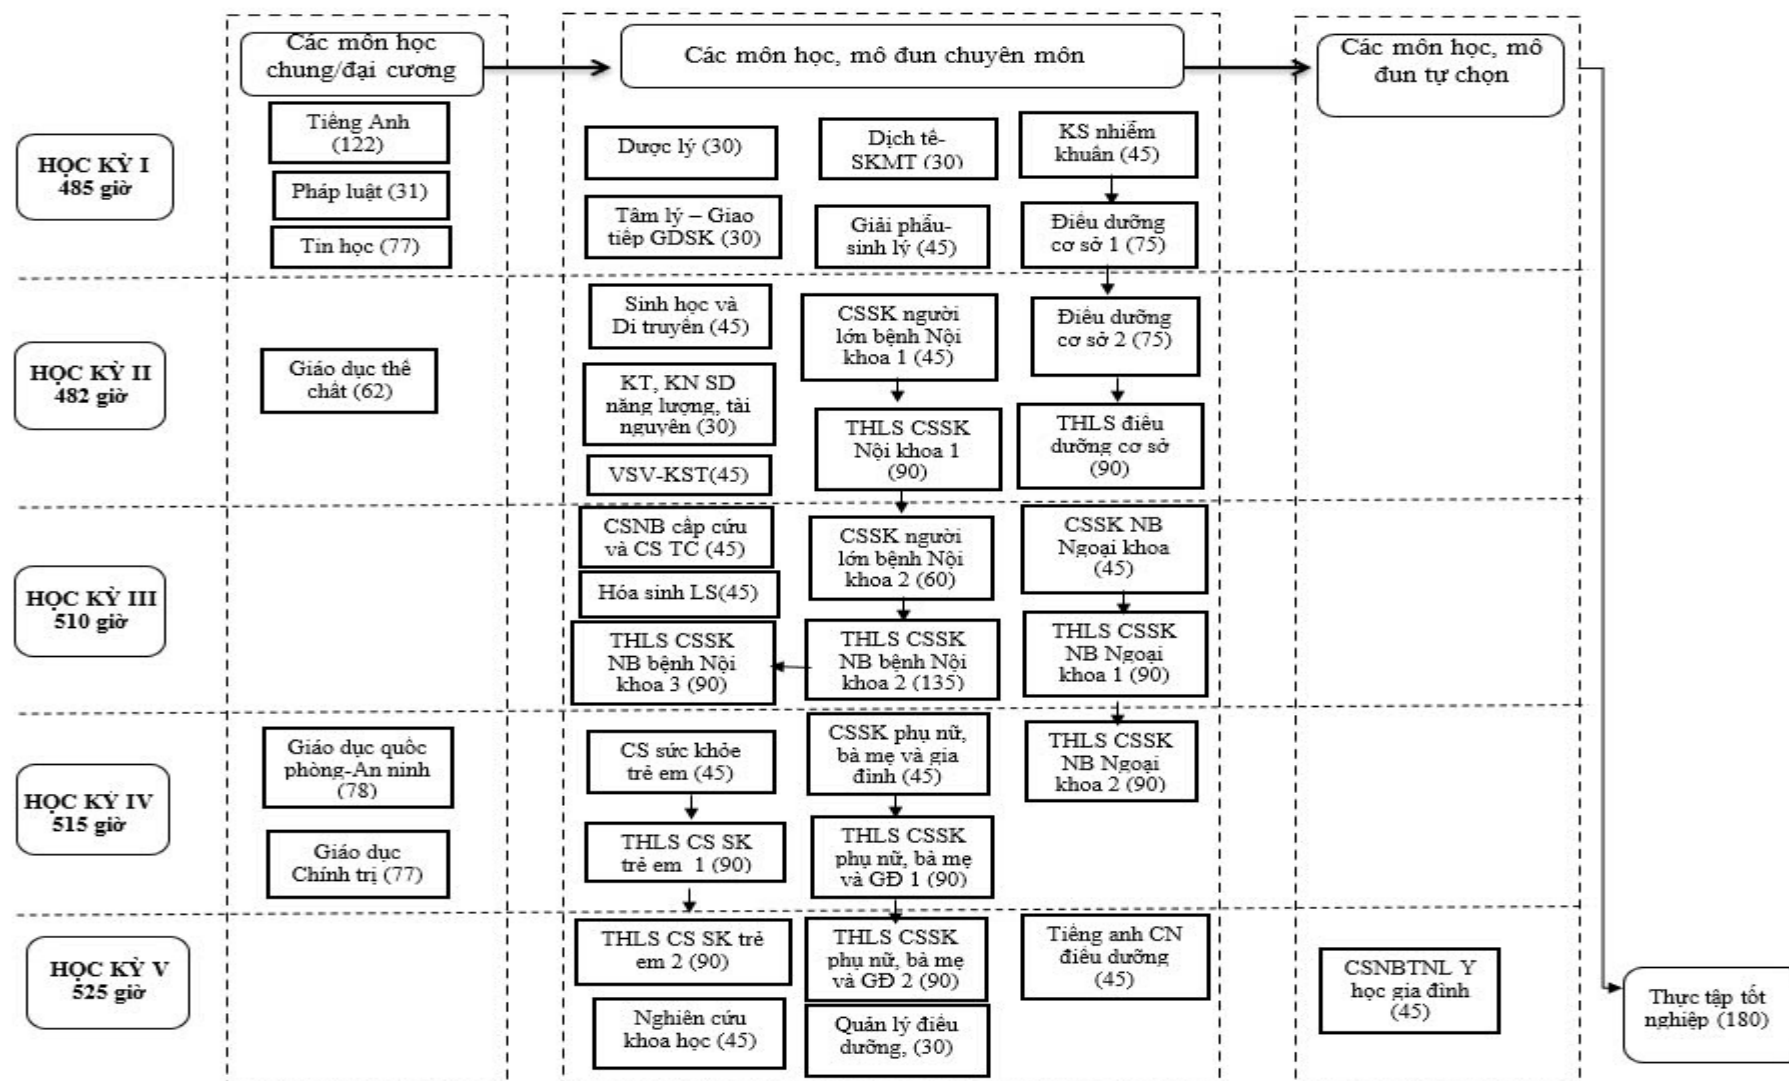 Các môn học
chung/đại cương
Các môn học, mô đun chuyên môn
Các môn học, mô
đun tự chọn
HỌC KỲ I
485 giờ
Tiếng Anh
(122)
Pháp luật (31)
Tin học (77)
Dược lý (30)
Dịch tễ-
SKMT (30)
KS nhiễm
khuẩn (45)
Tâm lý – Giao
tiếp GDSK (30)
Giải phẫu-
sinh lý (45)
Điều dưỡng
cơ sở 1 (75)
HỌC KỲ II
482 giờ
Giáo dục thể
chất (62)
Sinh học và
Di truyền (45)
CSSK người
lớn bệnh Nội
khoa 1 (45)
Điều dưỡng
cơ sở 2 (75)
KT, KN SD
năng lượng, tài
nguyên (30)
THLS CSSK
Nội khoa 1
(90)
THLS điều
dưỡng cơ sở
(90)
VSV-KST(45)
HỌC KỲ III
510 giờ
CSNB cấp cứu
và CS TC (45)
CSSK người
lớn bệnh Nội
khoa 2 (60)
CSSK NB
Ngoại khoa
(45)
Hóa sinh LS(45)
THLS CSSK
NB bệnh Nội
khoa 3 (90)
THLS CSSK
NB bệnh Nội
khoa 2 (135)
THLS CSSK
NB Ngoại
khoa 1 (90)
HỌC KỲ IV
515 giờ
Giáo dục quốc
phòng-An ninh
(78)
Giáo dục
Chính trị (77)
CS sức khỏe
trẻ em (45)
CSSK phụ nữ,
bà mẹ và gia
đình (45)
THLS CSSK
NB Ngoại
khoa 2 (90)
THLS CS SK
trẻ em 1 (90)
THLS CSSK
phụ nữ, bà mẹ
và GĐ 1 (90)
HỌC KỲ V
525 giờ
THLS CS SK trẻ
em 2 (90)
THLS CSSK
phụ nữ, bà mẹ
và GĐ 2 (90)
Tiếng anh CN
điều dưỡng
(45)
CSNBTNL Y
học gia đình
(45)
Thực tập tốt
nghiệp (180)
Nghiên cứu
khoa học (45)
Quản lý điều
dưỡng, (30)